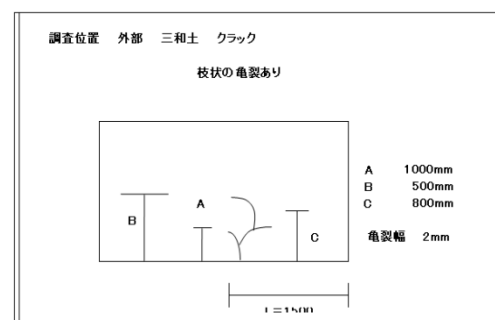 調査位置 外部 三和土 クラック
枝状の亀裂あり
A 1000mm
B 500mm
C 800mm
亀裂幅 2mm
A
B
C
L=1500